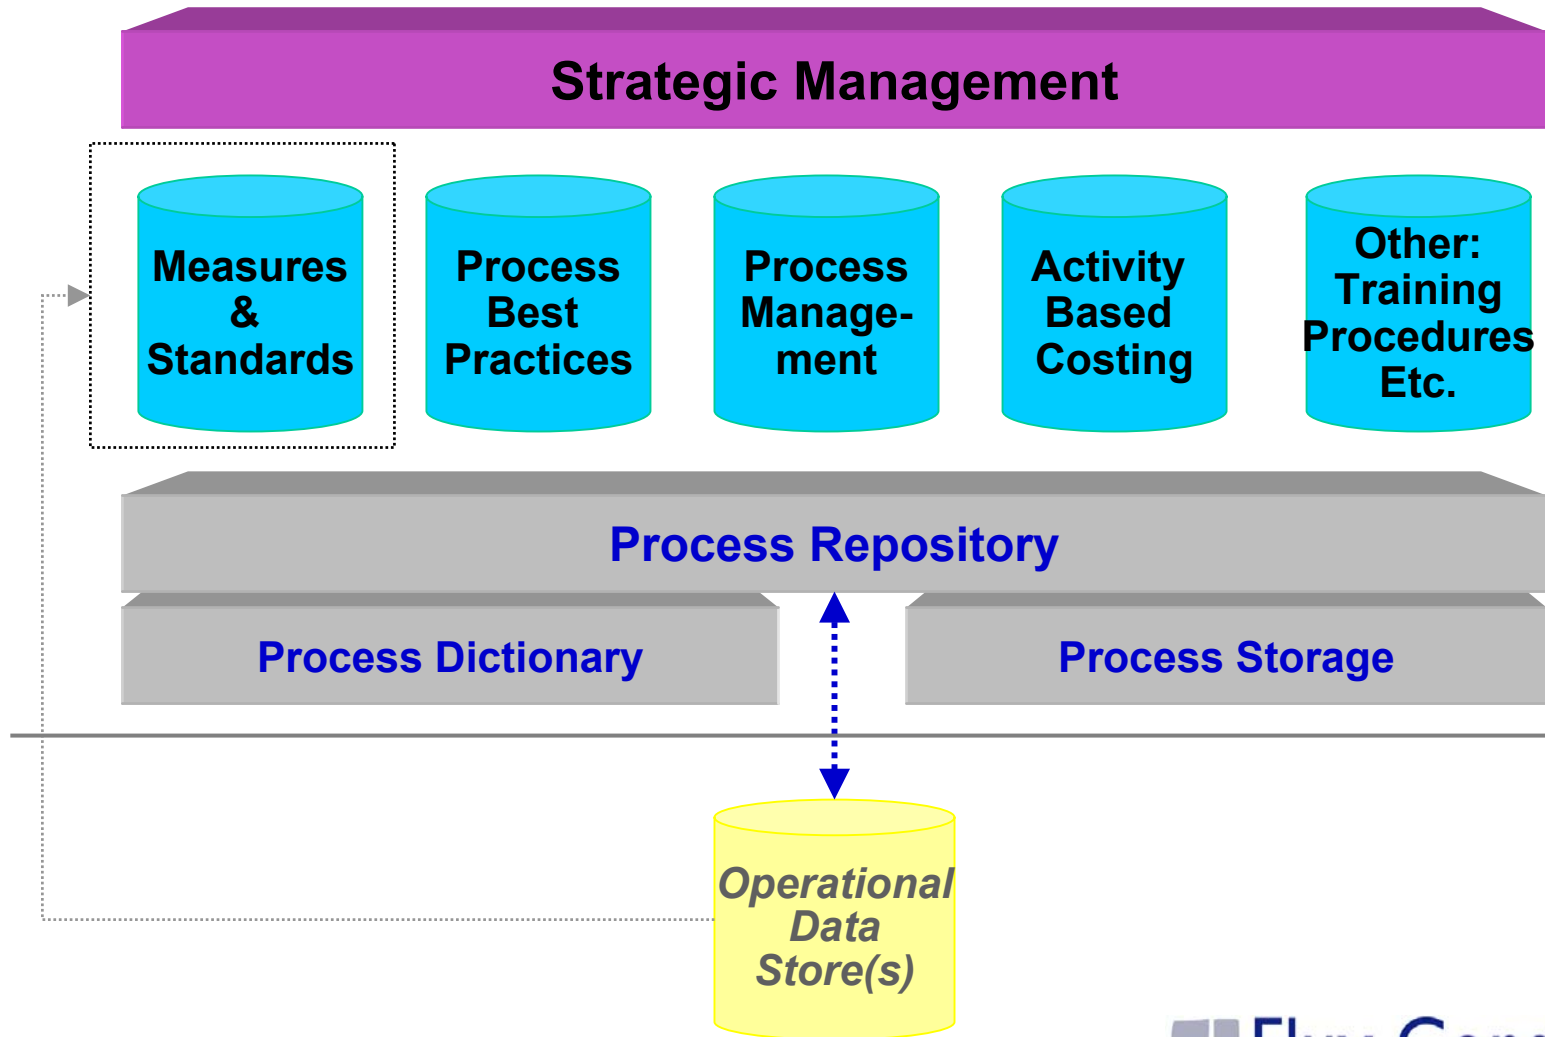 Strategic Management
Measures
&
Standards
Process
Best
Practices
Process
Manage-
ment
Activity
Based
Costing
Other:
Training
Procedures
Etc.
Process Repository
Process Dictionary
Process Storage
Operational
Data
Store(s)